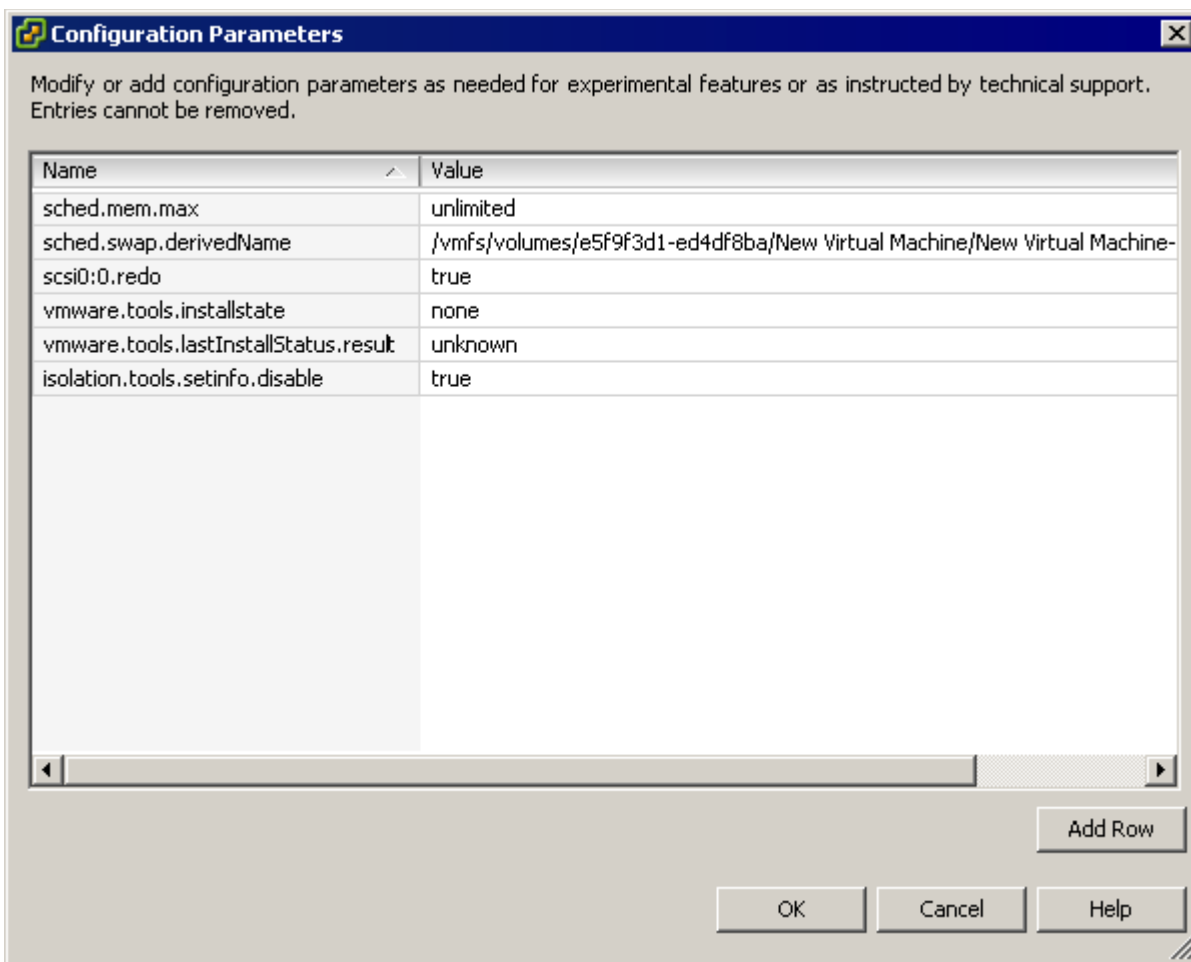 Configuration Parameters
Modify or add configuration parameters as needed for experimental features or as instructed by technical support.
Entries cannot be removed.
Name Value
sched.mem.max unlimited
sched.swap.derivedName /vmfs/volumes/e5f9f3d1-ed4df8ba/New Virtual Machine/New Virtual Machine-
scsi0:0.redo true
vmware.tools.installstate none
vmware.tools.lastInstallStatus.result unknown
isolation.tools.setinfo.disable true
Add Row
OK Cancel Help